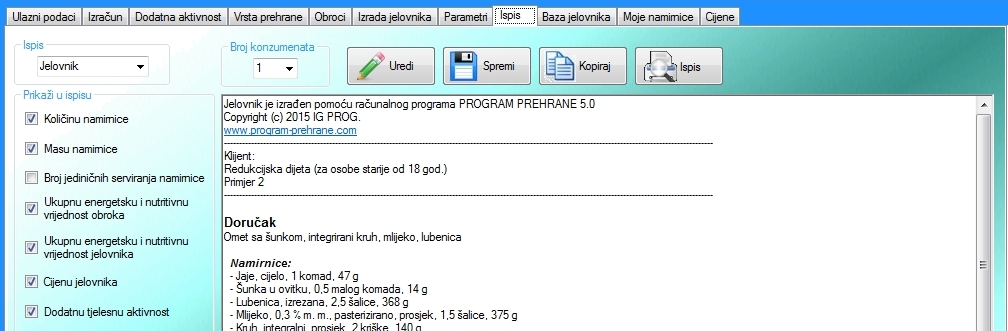 Ulazni podaci Izračun Dodatna aktivnost Vrsta prehrane Obroci Izrada jelovnika Parametri Ispis Baza jelovnika Moje namirnice Cijene
Ispis
Jelovnik
Broj konzumenata
1
Uredi
Spremi
Kopiraj
Ispis
Prikaži u ispisu
Količinu namirnice
Masu namirnice
Broj jediničnih serviranja namirnice
Ukupnu energetsku i nutritivnu
vrijednost obroka
Ukupnu energetsku i nutritivnu
vrijednost jelovnika
Cijenu jelovnika
Dodatnu tjelesnu aktivnost
Jelovnik je izrađen pomoću računalnog programa PROGRAM PREHRANE 5.0
Copyright (c) 2015 IG PROG.
www.program-prehrane.com
Klijent:
Redukcijska dijeta (za osobe starije od 18 god.)
Primjer 2
Doručak
Omet sa šunkom, integrirani kruh, mlijeko, lubenica
Namirnice:
- Jaje, cijelo, 1 komad, 47 g
- Šunka u ovitku, 0,5 malog komada, 14 g
- Lubenica, izrezana, 2,5 šalice, 368 g
- Mlijeko, 0,3 % m. m., pasterizirano, prosjek, 1,5 šalice, 375 g
- Kruh, integralni, prosjek, 2 kriške, 140 g